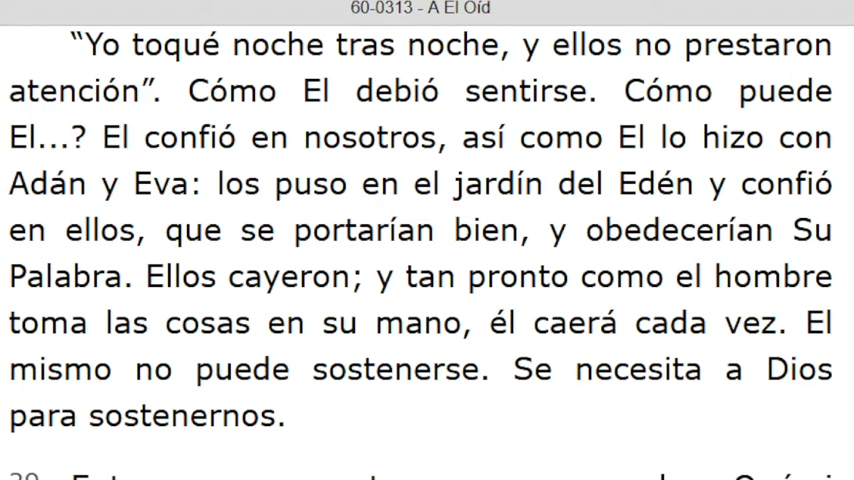 60-0313 - A El Oíd
“Yo toqué noche tras noche, y ellos no prestaron
atención”. Cómo El debió sentirse. Cómo puede
El...? El confió en nosotros, así como El lo hizo con
Adán y Eva: los puso en el jardín del Edén y confió
en ellos, que se portarían bien, y obedecerían Su
Palabra. Ellos cayeron; y tan pronto como el hombre
toma las cosas en su mano, él caerá cada vez. El
mismo no puede sostenerse. Se necesita a Dios
para sostenernos.